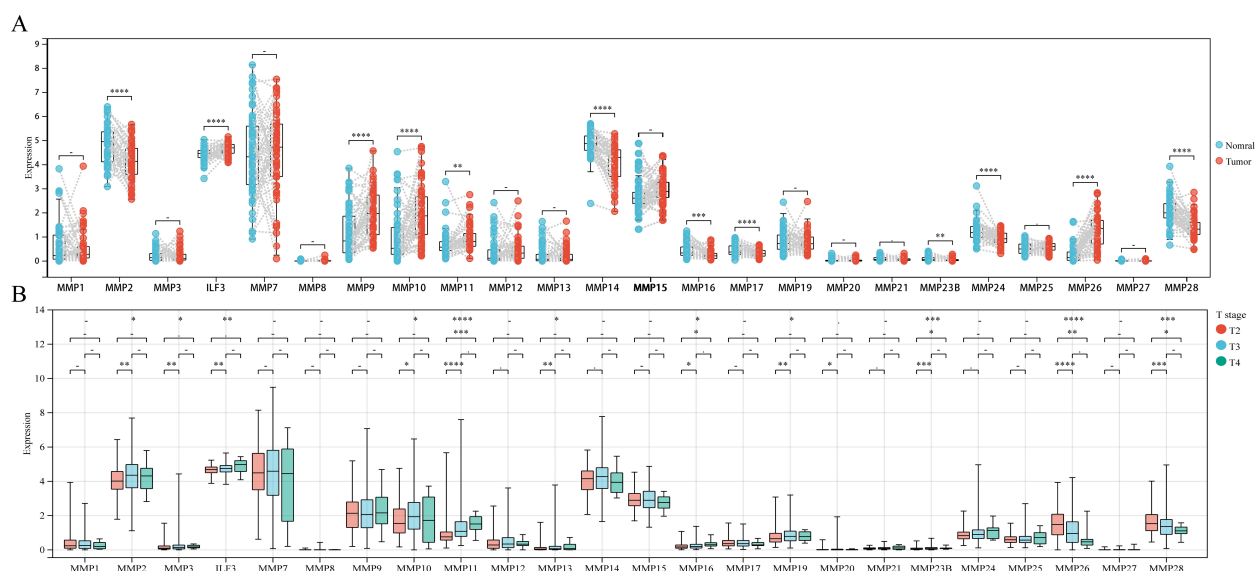 A
9
8
7
6
5
4
3
2
1
0
Expression
- **** - **** - - **** **** ** - - **** - *** **** - - - ** **** - **** - ****
MMP1 MMP2 MMP3 ILF3 MMP7 MMP8 MMP9 MMP10 MMP11 MMP12 MMP13 MMP14 MMP15 MMP16 MMP17 MMP19 MMP20 MMP21 MMP23B MMP24 MMP25 MMP26 MMP27 MMP28
Nomral
Tumor
B
14
12
10
8
6
4
2
0
Expression
- * * ** - - - * **** - * - - * - * - *** - - **** - ***
- - - - - - - - *** - - - - * - - - - * - - ** - *
- ** ** ** - - - * **** ** - * - ** * - *** - - **** - ***
MMP1 MMP2 MMP3 ILF3 MMP7 MMP8 MMP9 MMP10 MMP11 MMP12 MMP13 MMP14 MMP15 MMP16 MMP17 MMP19 MMP20 MMP21 MMP23B MMP24 MMP25 MMP26 MMP27 MMP28
T stage
T2
T3
T4